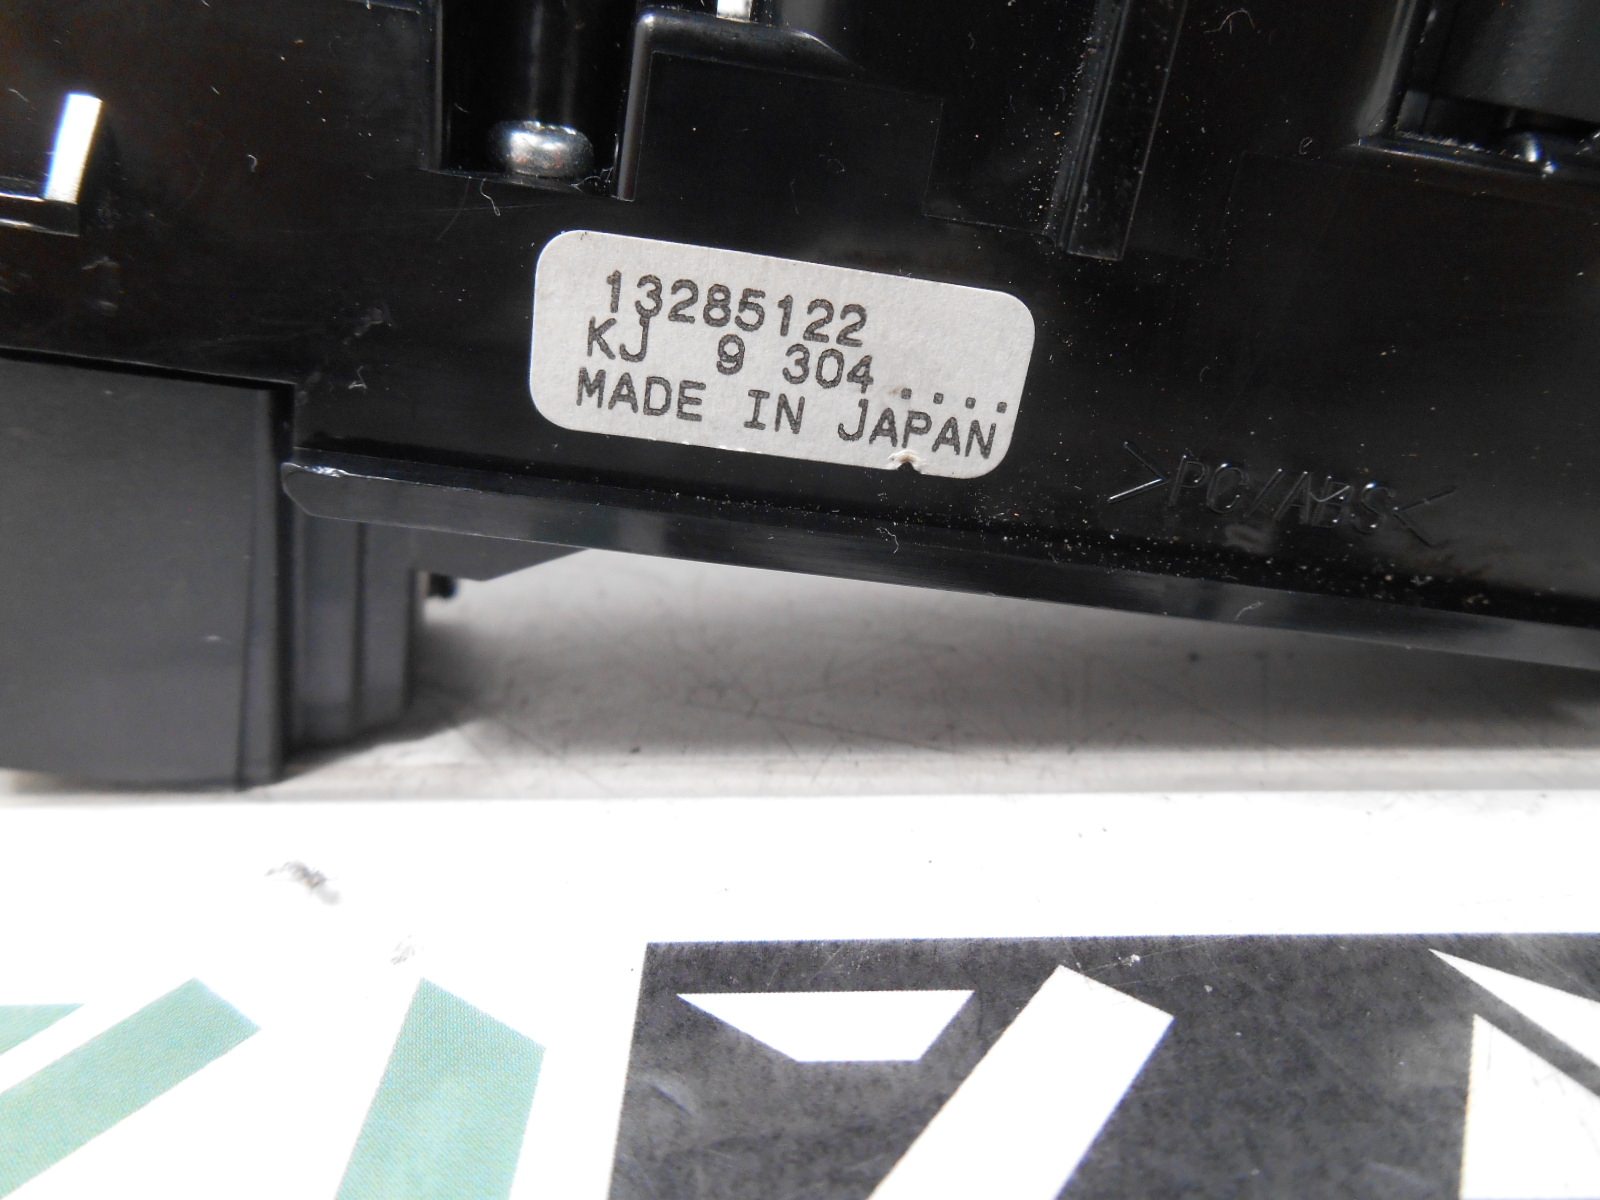 13285122
KJ 9 304 ....
MADE IN JAPAN
>PC/ABS<